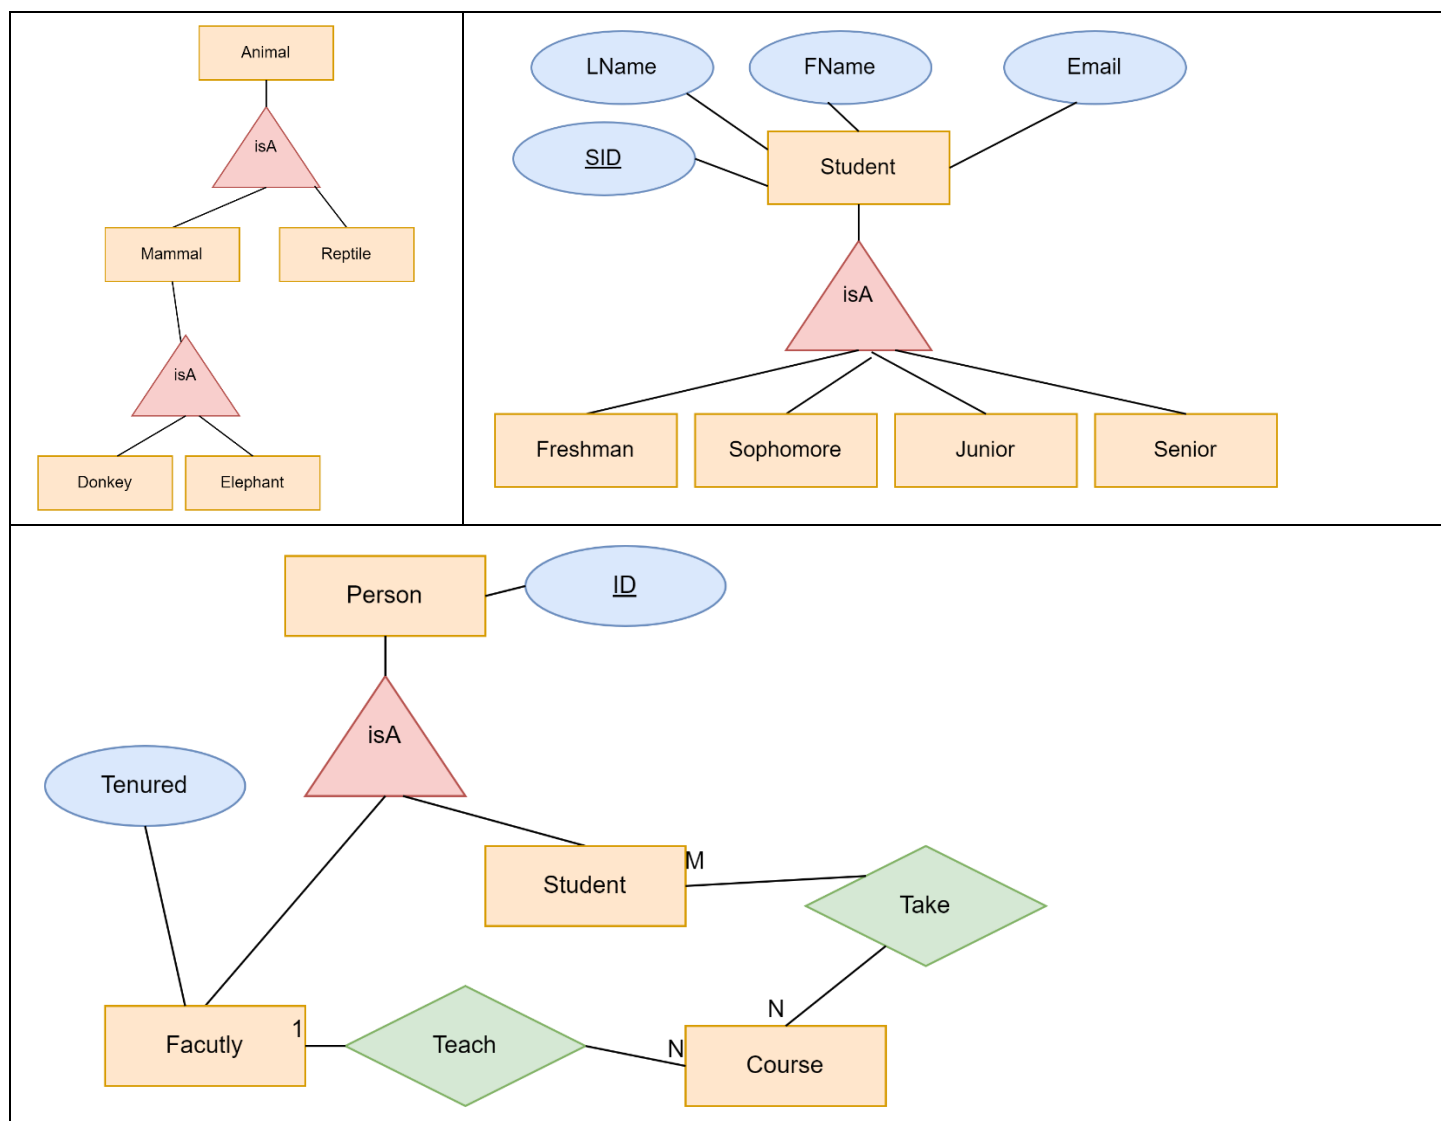 Animal
isA
Mammal
Reptile
isA
Donkey
Elephant
LName
FName
Email
SID
Student
isA
Freshman
Sophomore
Junior
Senior
Person
ID
isA
Tenured
Student
M
Take
N
Facutly
1
Teach
N
Course